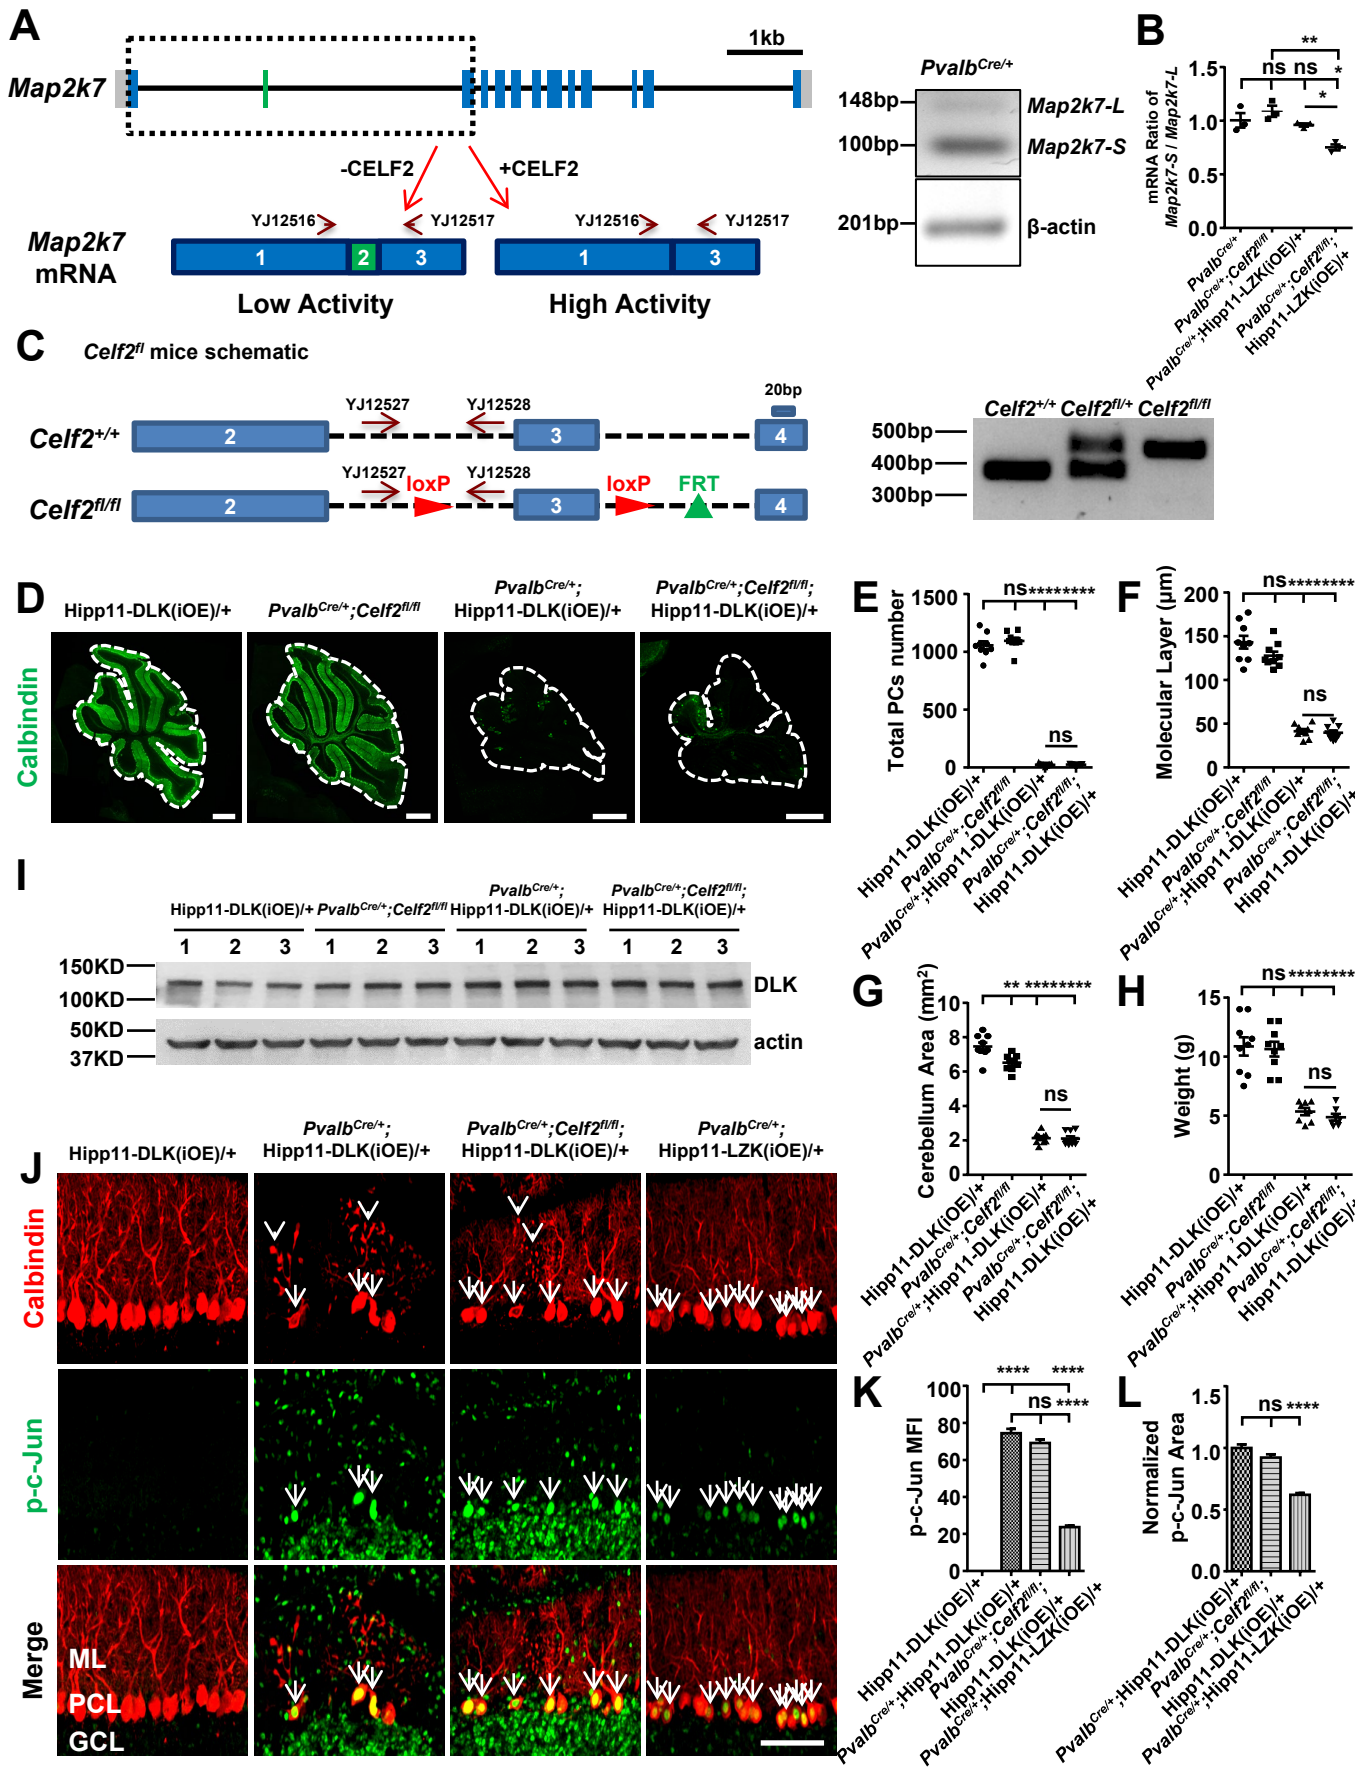 A
Map2k7
1kb
-CELF2
+CELF2
YJ12516
YJ12517
YJ12516
YJ12517
Map2k7
mRNA
1
2
3
1
3
Low Activity
High Activity
PvalbCre/+
148bp
Map2k7-L
100bp
Map2k7-S
201bp
β-actin
B
mRNA Ratio of
Map2k7-S / Map2k7-L
1.5
1.0
0.5
0.0
**
ns
ns
*
*
PvalbCre/+
PvalbCre/+;Celf2fl/fl
PvalbCre/+;Hipp11-LZK(iOE)/+
PvalbCre/+;Celf2fl/fl;
Hipp11-LZK(iOE)/+
C
Celf2fl mice schematic
20bp
YJ12527
YJ12528
Celf2+/+
2
3
4
YJ12527
YJ12528
loxP
loxP
FRT
Celf2fl/fl
2
3
4
Celf2+/+
Celf2fl/+
Celf2fl/fl
500bp
400bp
300bp
D
Hipp11-DLK(iOE)/+
PvalbCre/+;Celf2fl/fl
PvalbCre/+;
Hipp11-DLK(iOE)/+
PvalbCre/+;Celf2fl/fl;
Hipp11-DLK(iOE)/+
Calbindin
E
Total PCs number
1500
1000
500
0
ns
****
****
ns
Hipp11-DLK(iOE)/+
PvalbCre/+;Celf2fl/fl
PvalbCre/+;Hipp11-DLK(iOE)/+
PvalbCre/+;Celf2fl/fl;
Hipp11-DLK(iOE)/+
F
Molecular Layer (μm)
200
150
100
50
0
ns
****
****
ns
Hipp11-DLK(iOE)/+
PvalbCre/+;Celf2fl/fl
PvalbCre/+;Hipp11-DLK(iOE)/+
PvalbCre/+;Celf2fl/fl;
Hipp11-DLK(iOE)/+
I
Hipp11-DLK(iOE)/+
PvalbCre/+;Celf2fl/fl
PvalbCre/+;
Hipp11-DLK(iOE)/+
PvalbCre/+;Celf2fl/fl;
Hipp11-DLK(iOE)/+
1 2 3 1 2 3 1 2 3 1 2 3
150KD
100KD
DLK
50KD
37KD
actin
G
Cerebellum Area (mm2)
10
8
6
4
2
0
**
****
****
ns
Hipp11-DLK(iOE)/+
PvalbCre/+;Celf2fl/fl
PvalbCre/+;Hipp11-DLK(iOE)/+
PvalbCre/+;Celf2fl/fl;
Hipp11-DLK(iOE)/+
H
Weight (g)
15
10
5
0
ns
****
****
ns
Hipp11-DLK(iOE)/+
PvalbCre/+;Celf2fl/fl
PvalbCre/+;Hipp11-DLK(iOE)/+
PvalbCre/+;Celf2fl/fl;
Hipp11-DLK(iOE)/+
J
Hipp11-DLK(iOE)/+
PvalbCre/+;
Hipp11-DLK(iOE)/+
PvalbCre/+;Celf2fl/fl;
Hipp11-DLK(iOE)/+
PvalbCre/+;
Hipp11-LZK(iOE)/+
Calbindin
p-c-Jun
Merge
ML
PCL
GCL
K
p-c-Jun MFI
100
80
60
40
20
0
****
****
ns
****
Hipp11-DLK(iOE)/+
PvalbCre/+;Hipp11-DLK(iOE)/+
PvalbCre/+;Celf2fl/fl;
Hipp11-DLK(iOE)/+
PvalbCre/+;Hipp11-LZK(iOE)/+
L
Normalized
p-c-Jun Area
1.5
1.0
0.5
0.0
ns
****
PvalbCre/+;Hipp11-DLK(iOE)/+
PvalbCre/+;Celf2fl/fl;
Hipp11-DLK(iOE)/+
PvalbCre/+;Hipp11-LZK(iOE)/+